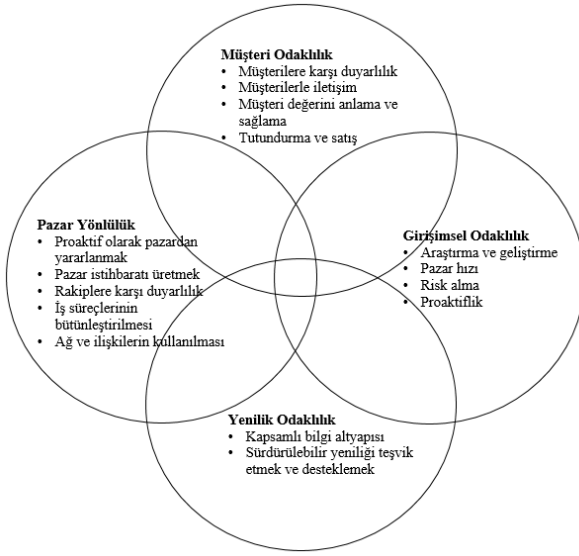 Müşteri Odaklılık
• Müşterilere karşı duyarlılık
• Müşterilerle iletişim
• Müşteri değerini anlama ve
sağlama
• Tutundurma ve satış
Pazar Yönlülük
• Proaktif olarak pazardan
yararlanmak
• Pazar istihbaratı üretmek
• Rakiplere karşı duyarlılık
• İş süreçlerinin
bütünleştirilmesi
• Ağ ve ilişkilerin kullanılması
Girişimsel Odaklılık
• Araştırma ve geliştirme
• Pazar hızı
• Risk alma
• Proaktiflik
Yenilik Odaklılık
• Kapsamlı bilgi altyapısı
• Sürdürülebilir yeniliği teşvik
etmek ve desteklemek